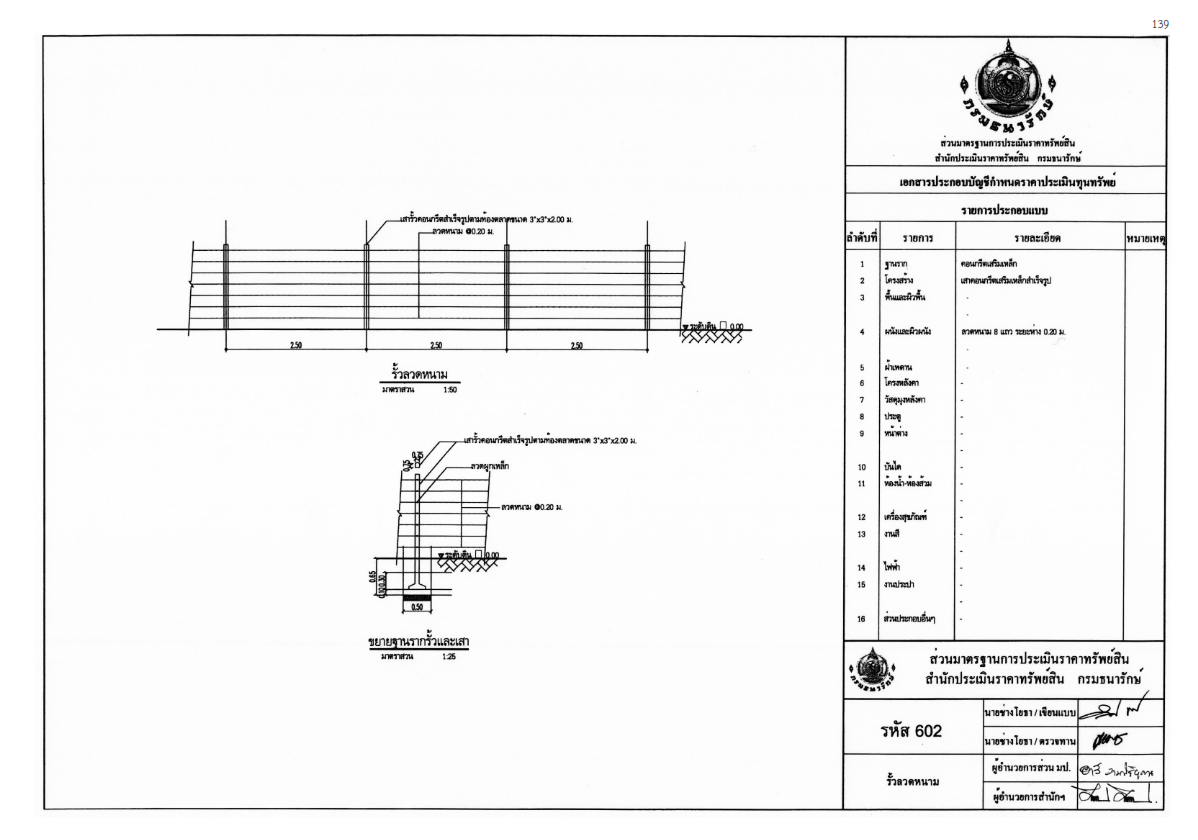 139
เสารั้วคอนกรีตสำเร็จรูปตามท้องตลาดขนาด 3"x3"x2.00 ม.
ลวดหนาม @0.20 ม.
ระดับดิน 0.00
2.50 2.50 2.50
รั้วลวดหนาม
มาตราส่วน 1:50
เสารั้วคอนกรีตสำเร็จรูปตามท้องตลาดขนาด 3"x3"x2.00 ม.
ลวดผูกเหล็ก
ลวดหนาม @0.20 ม.
ระดับดิน 0.00
0.65
0.10 0.30
0.50
ขยายฐานรากรั้วและเสา
มาตราส่วน 1:25
กรมธนารักษ์
ส่วนมาตรฐานการประเมินราคาทรัพย์สิน
สำนักประเมินราคาทรัพย์สิน กรมธนารักษ์
เอกสารประกอบบัญชีกำหนดราคาประเมินทุนทรัพย์
รายการประกอบแบบ
ลำดับที่ รายการ รายละเอียด หมายเหตุ
1 ฐานราก คอนกรีตเสริมเหล็ก
2 โครงสร้าง เสาคอนกรีตเสริมเหล็กสำเร็จรูป
3 พื้นและผิวพื้น -
-
4 ผนังและผิวผนัง ลวดหนาม 8 แถว ระยะห่าง 0.20 ม.
-
5 ฝ้าเพดาน -
6 โครงหลังคา -
7 วัสดุมุงหลังคา -
8 ประตู -
9 หน้าต่าง -
-
10 บันได -
11 ห้องน้ำ-ห้องส้วม -
-
12 เครื่องสุขภัณฑ์ -
13 งานสี -
-
14 ไฟฟ้า -
15 งานประปา -
-
16 ส่วนประกอบอื่นๆ -
กรมธนารักษ์
ส่วนมาตรฐานการประเมินราคาทรัพย์สิน
สำนักประเมินราคาทรัพย์สิน กรมธนารักษ์
รหัส 602
นายช่างโยธา / เขียนแบบ
นายช่างโยธา / ตรวจทาน
รั้วลวดหนาม
ผู้อำนวยการส่วน มป.
ผู้อำนวยการสำนักฯ